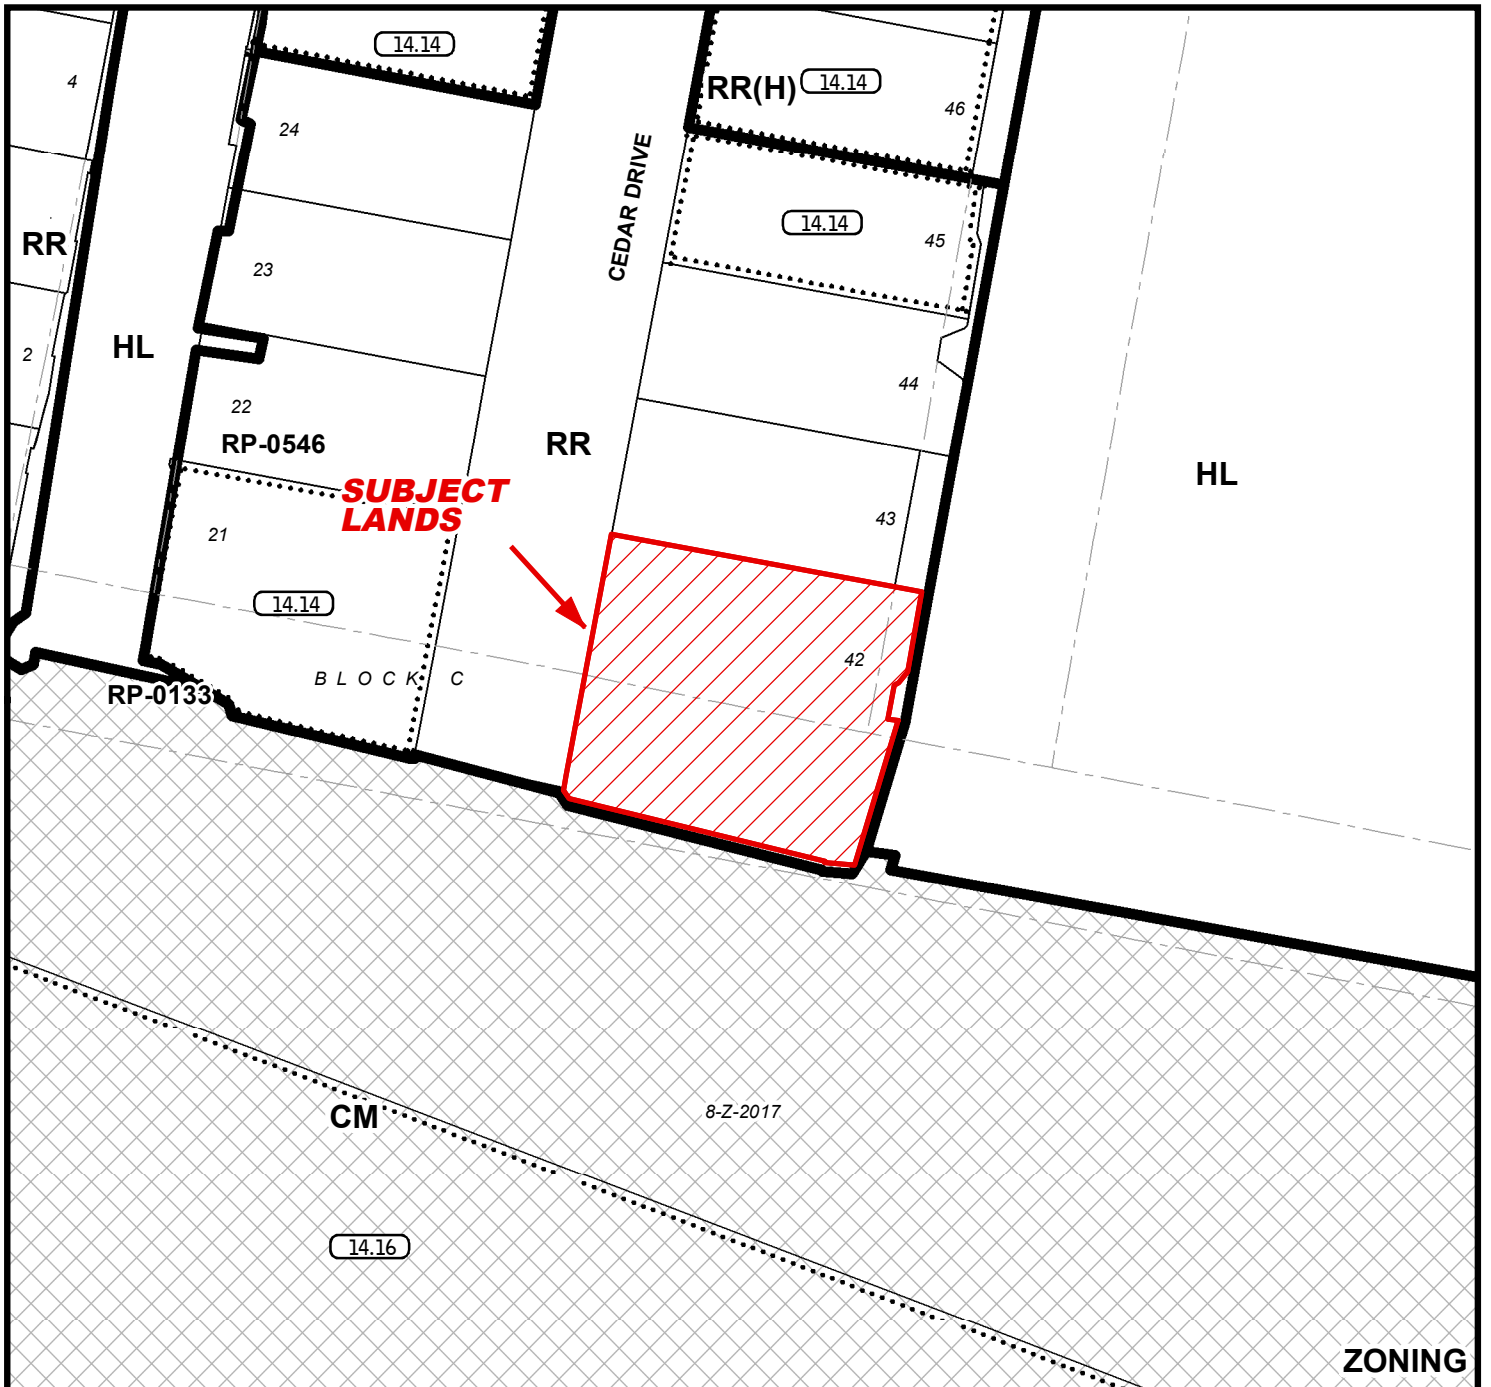 14.14
14.14
RR(H)
4
46
24
CEDAR DRIVE
14.14
45
RR
23
HL
2
44
22
RP-0546
RR
HL
SUBJECT
LANDS
43
21
14.14
42
BLOCK C
RP-0133
8-Z-2017
CM
14.16
ZONING